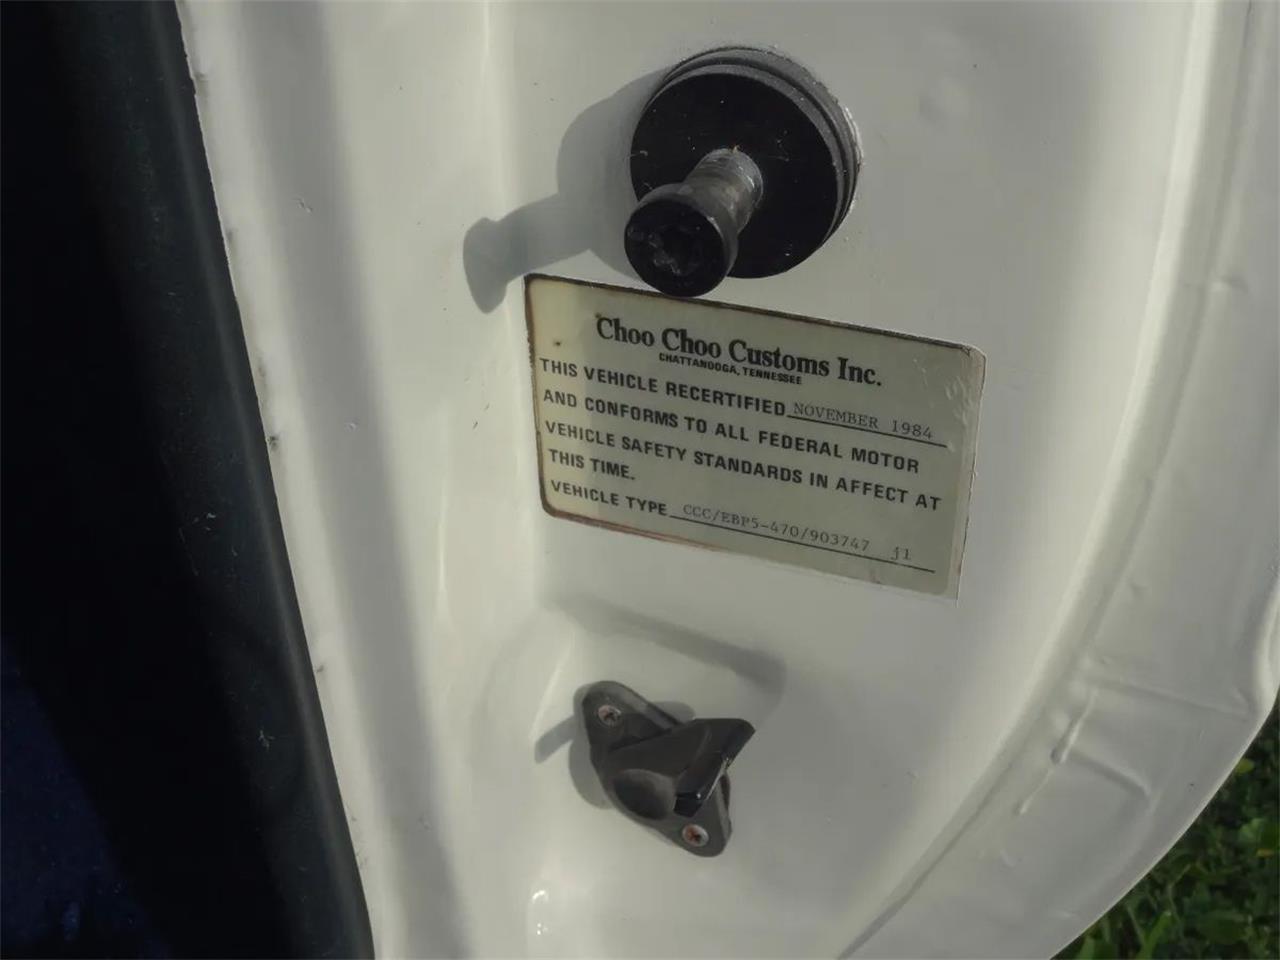 Choo Choo Customs Inc.
CHATTANOOGA, TENNESSEE
THIS VEHICLE RECERTIFIED NOVEMBER 1984
AND CONFORMS TO ALL FEDERAL MOTOR
VEHICLE SAFETY STANDARDS IN AFFECT AT
THIS TIME.
VEHICLE TYPE CCC/EBP5-470/903747 j1